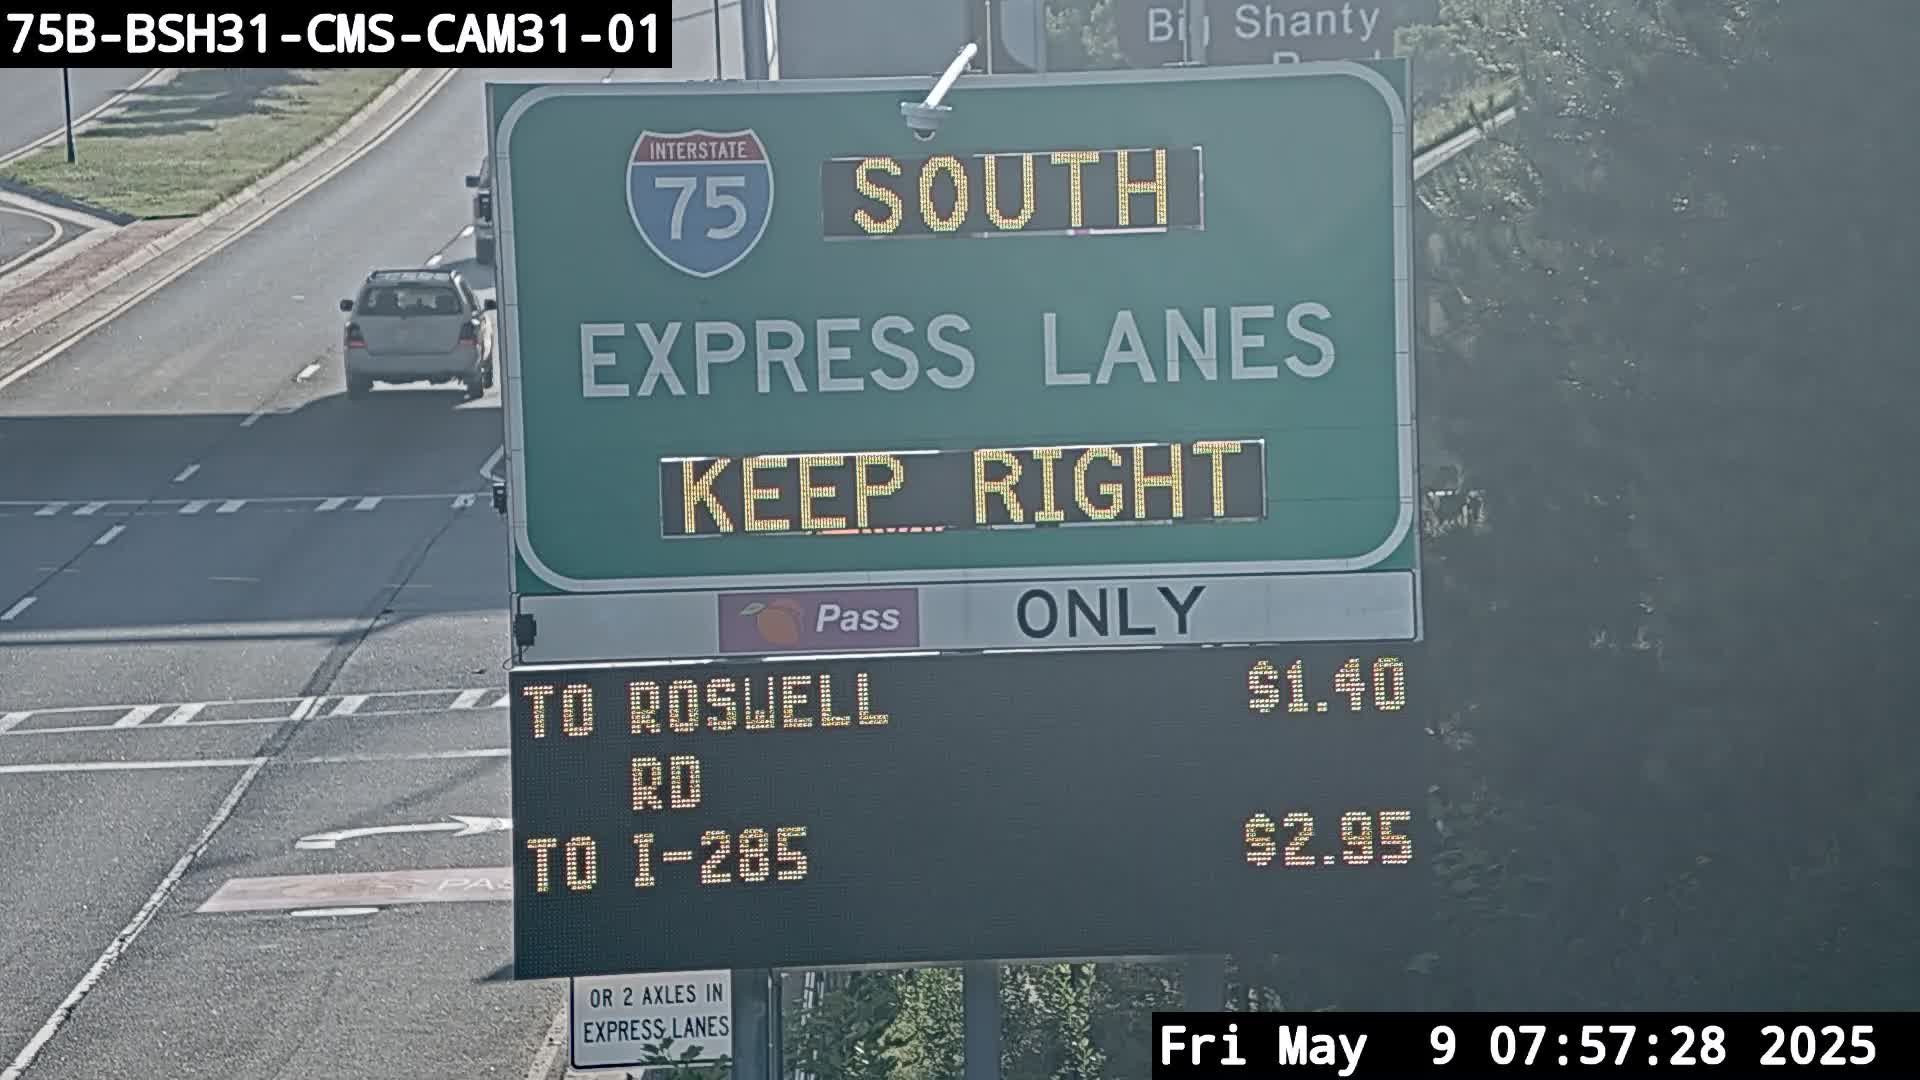 75B-BSH31-CMS-CAM31-01
Big Shanty
INTERSTATE
75
SOUTH
EXPRESS LANES
KEEP RIGHT
Pass ONLY
TO ROSWELL $1.40
RD
TO I-285 $2.95
OR 2 AXLES IN
EXPRESS LANES
Fri May 9 07:57:28 2025